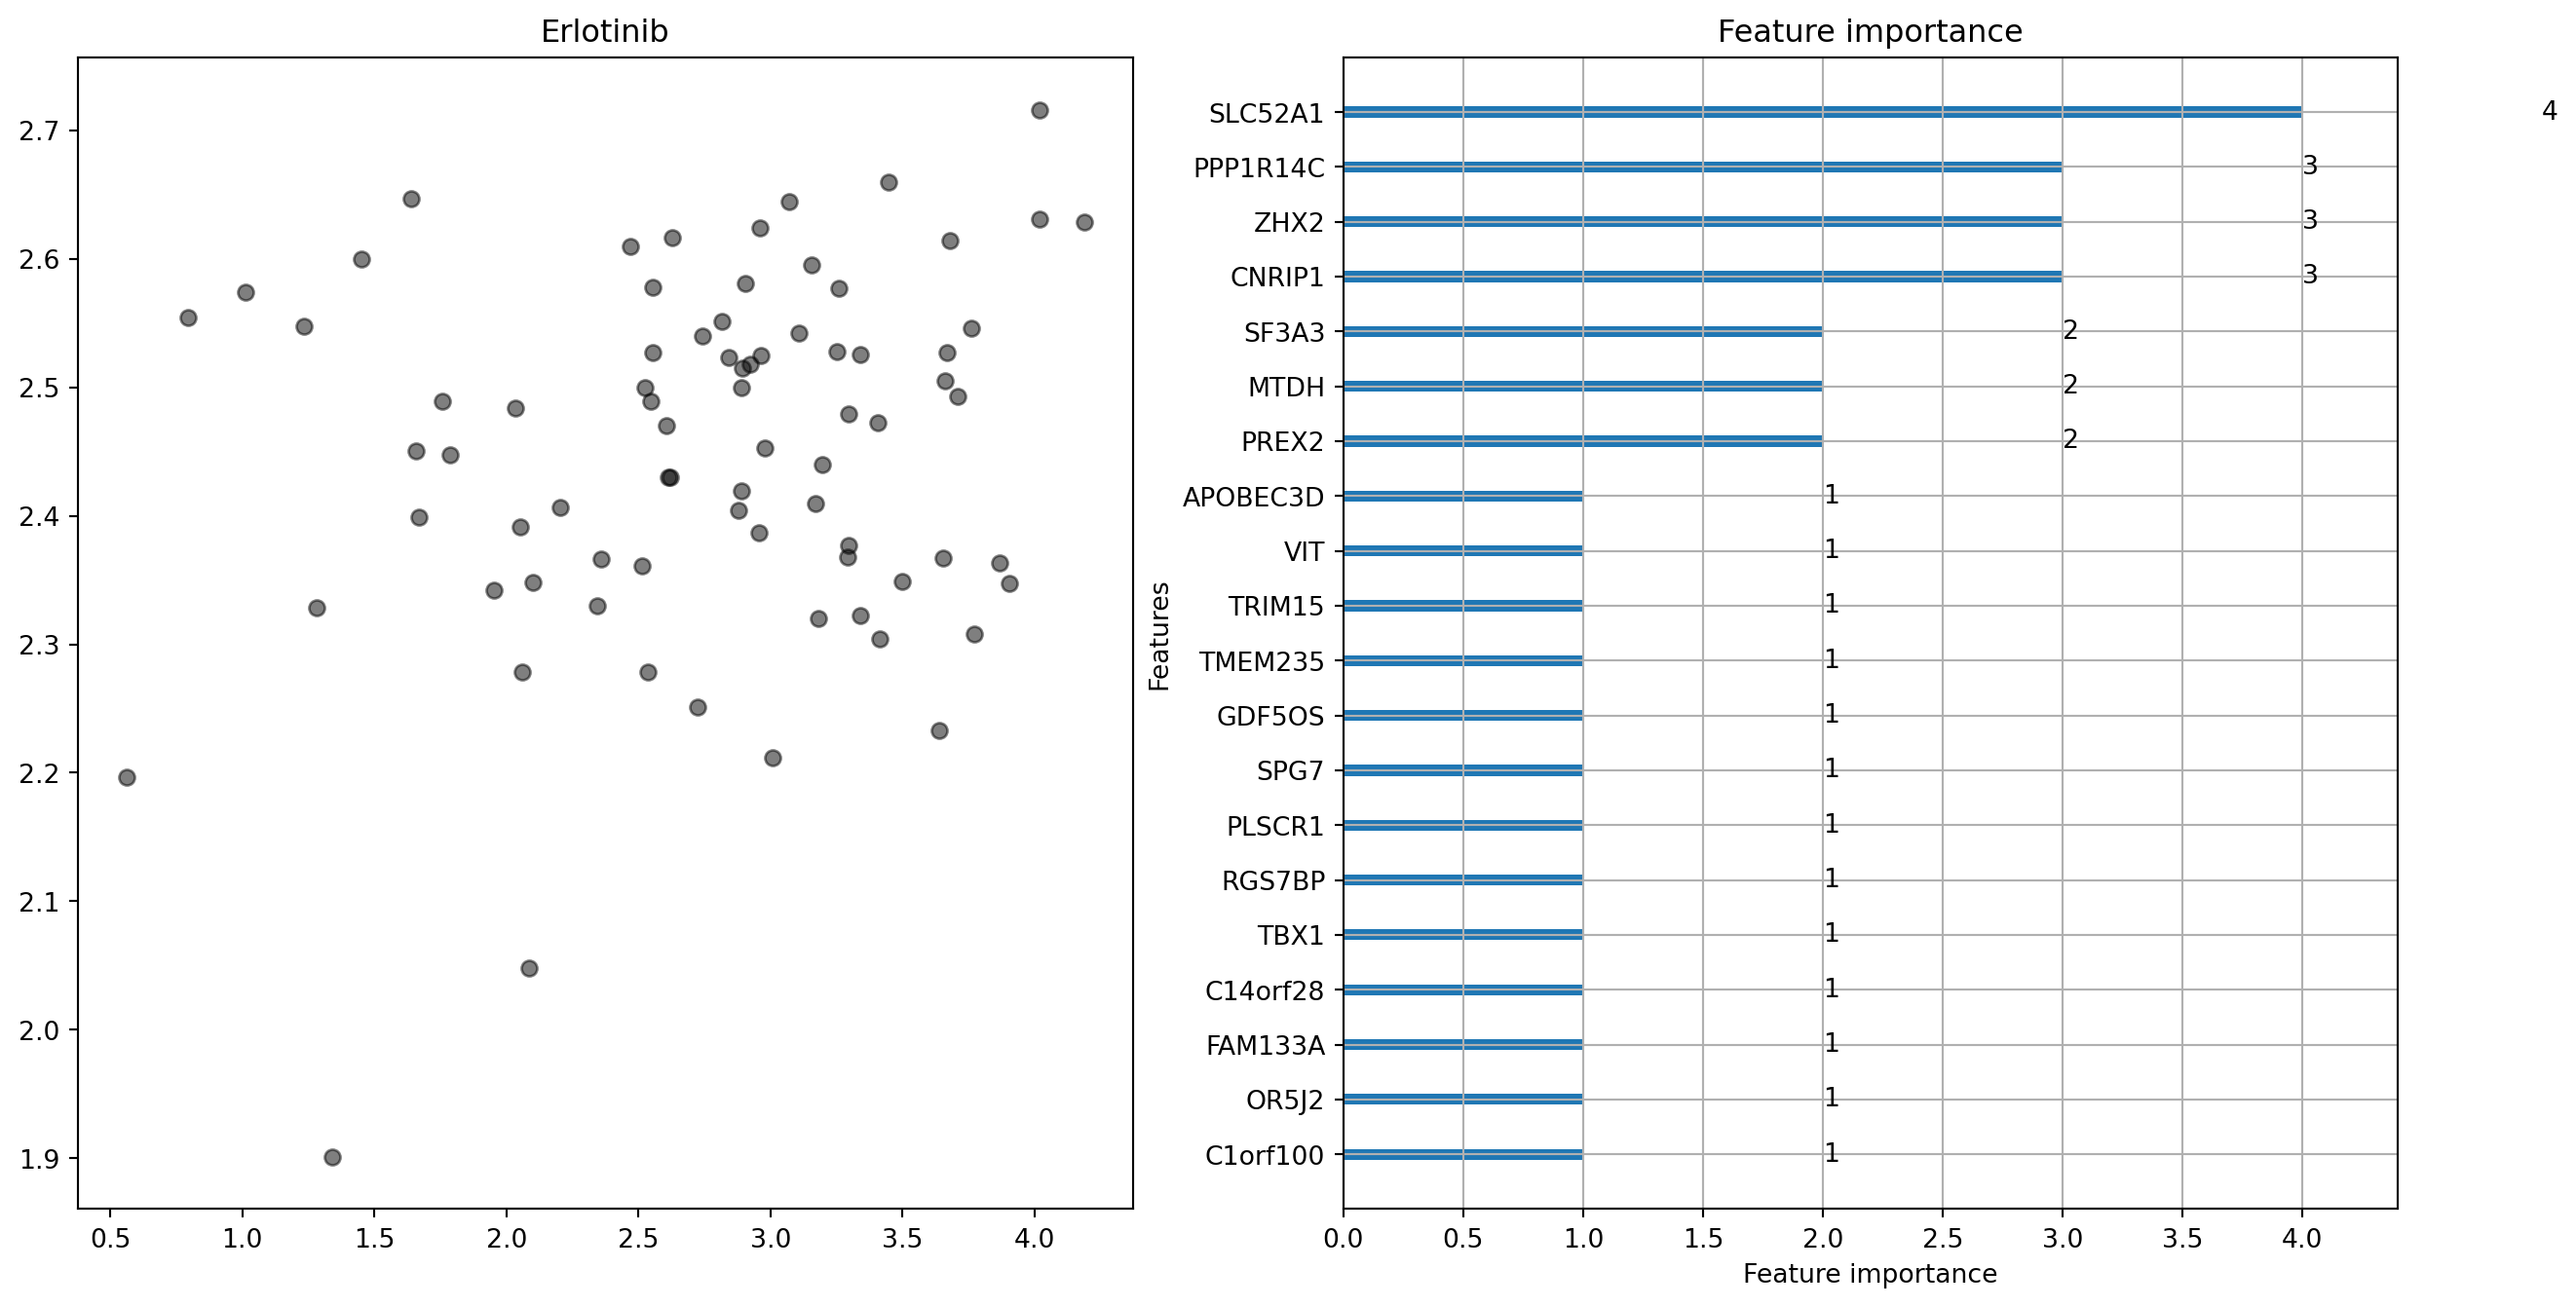 Erlotinib
2.7
2.6
2.5
2.4
2.3
2.2
2.1
2.0
1.9
0.5 1.0 1.5 2.0 2.5 3.0 3.5 4.0
Feature importance
Features
SLC52A1 4
PPP1R14C 3
ZHX2 3
CNRIP1 3
SF3A3 2
MTDH 2
PREX2 2
APOBEC3D 1
VIT 1
TRIM15 1
TMEM235 1
GDF5OS 1
SPG7 1
PLSCR1 1
RGS7BP 1
TBX1 1
C14orf28 1
FAM133A 1
OR5J2 1
C1orf100 1
0.0 0.5 1.0 1.5 2.0 2.5 3.0 3.5 4.0
Feature importance